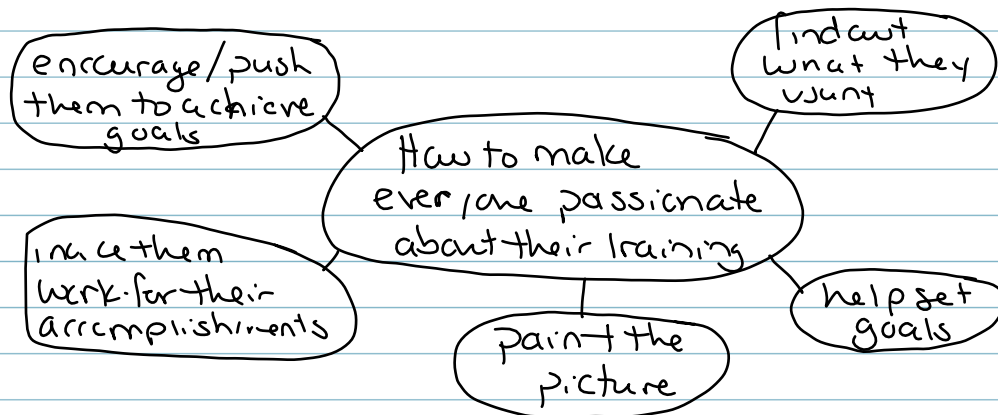 encourage/push
them to achieve
goals
find out
what they
want
How to make
everyone passionate
about their training
make them
work for their
accomplishments
paint the
picture
help set
goals